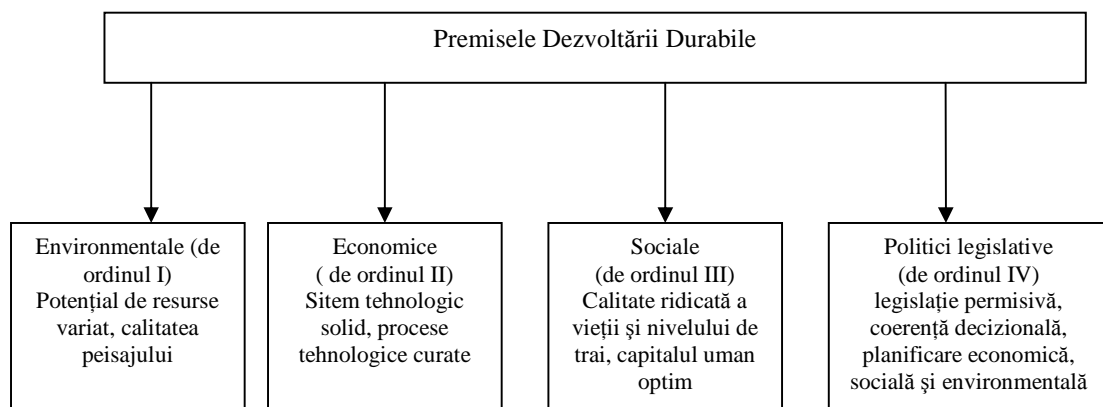 Premisele Dezvoltării Durabile
Environmentale (de
ordinul I)
Potențial de resurse
variat, calitatea
peisajului
Economice
( de ordinul II)
Sitem tehnologic
solid, procese
tehnologice curate
Sociale
(de ordinul III)
Calitate ridicată a
vieții şi nivelului de
trai, capitalul uman
optim
Politici legislative
(de ordinul IV)
legislație permisivă,
coerență decizională,
planificare economică,
socială şi environmentală